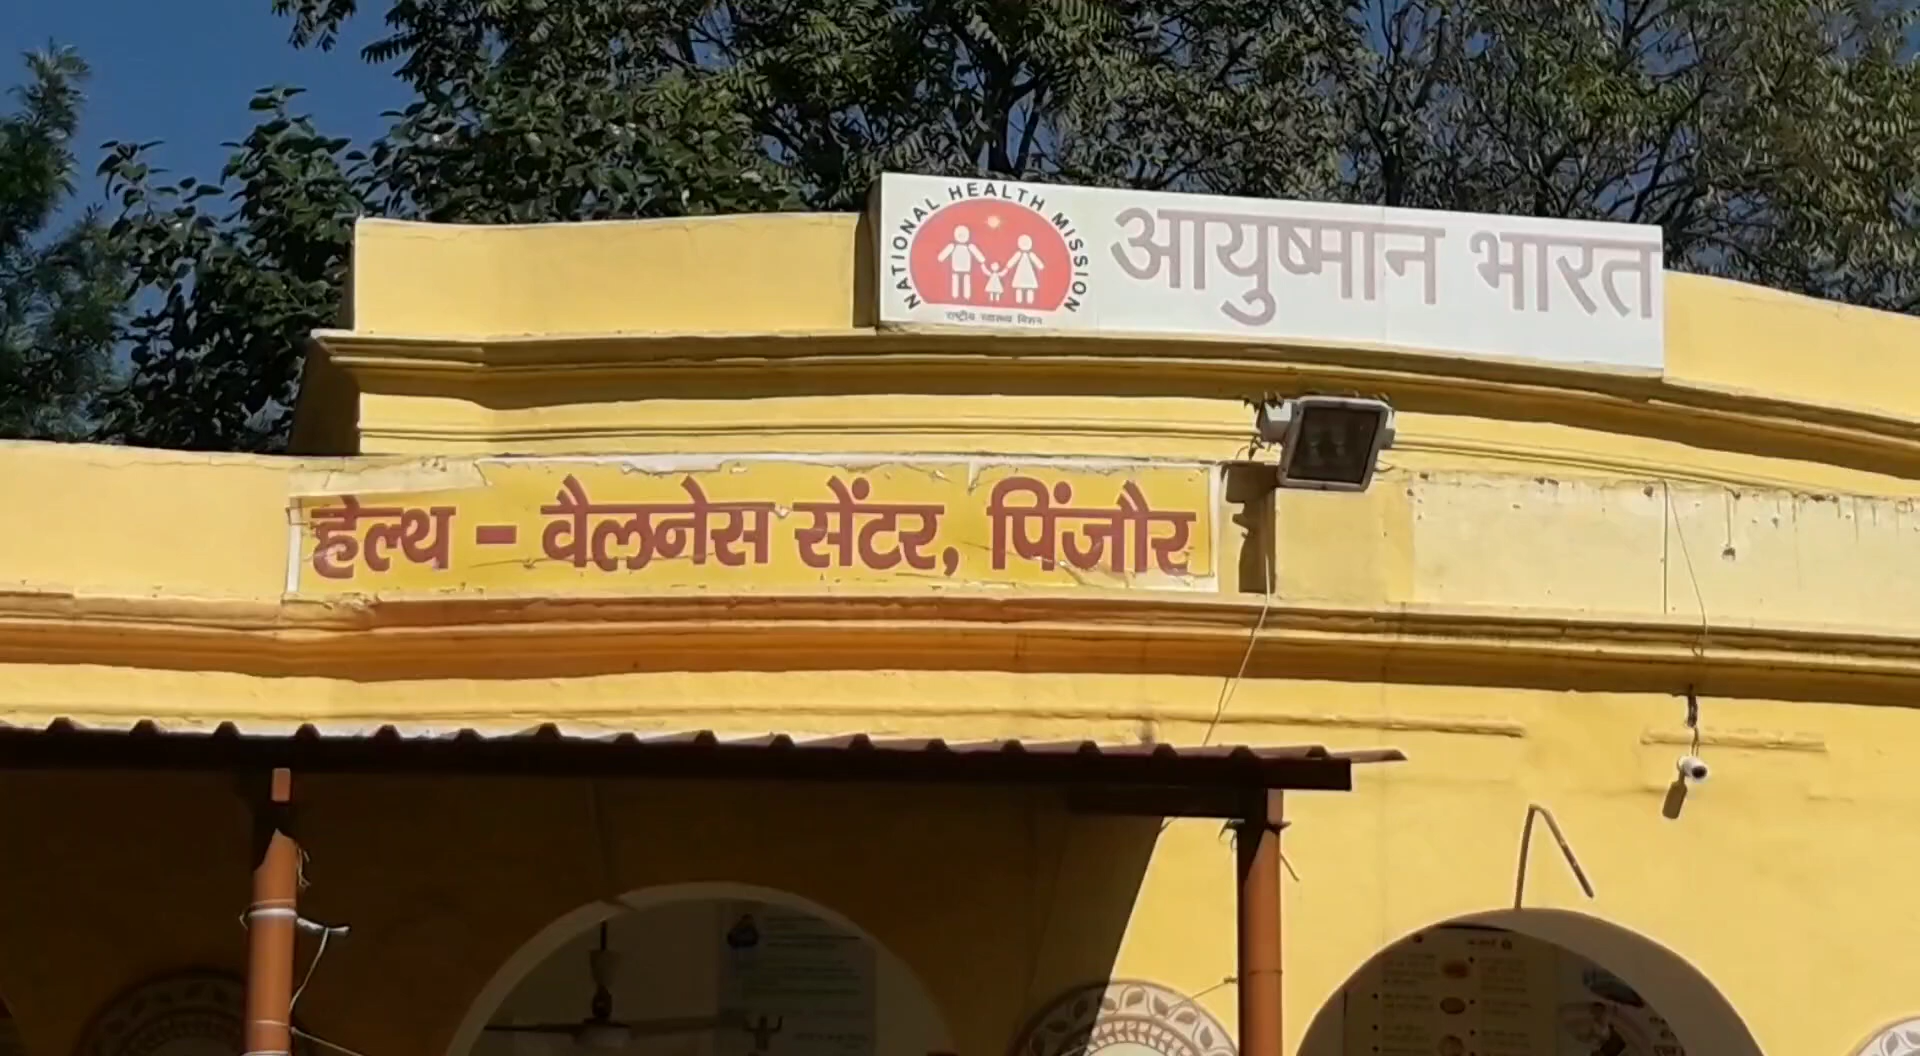 NATIONAL HEALTH MISSION
राष्ट्रीय स्वास्थ्य मिशन
आयुष्मान भारत
हेल्थ - वैलनेस सेंटर, पिंजौर